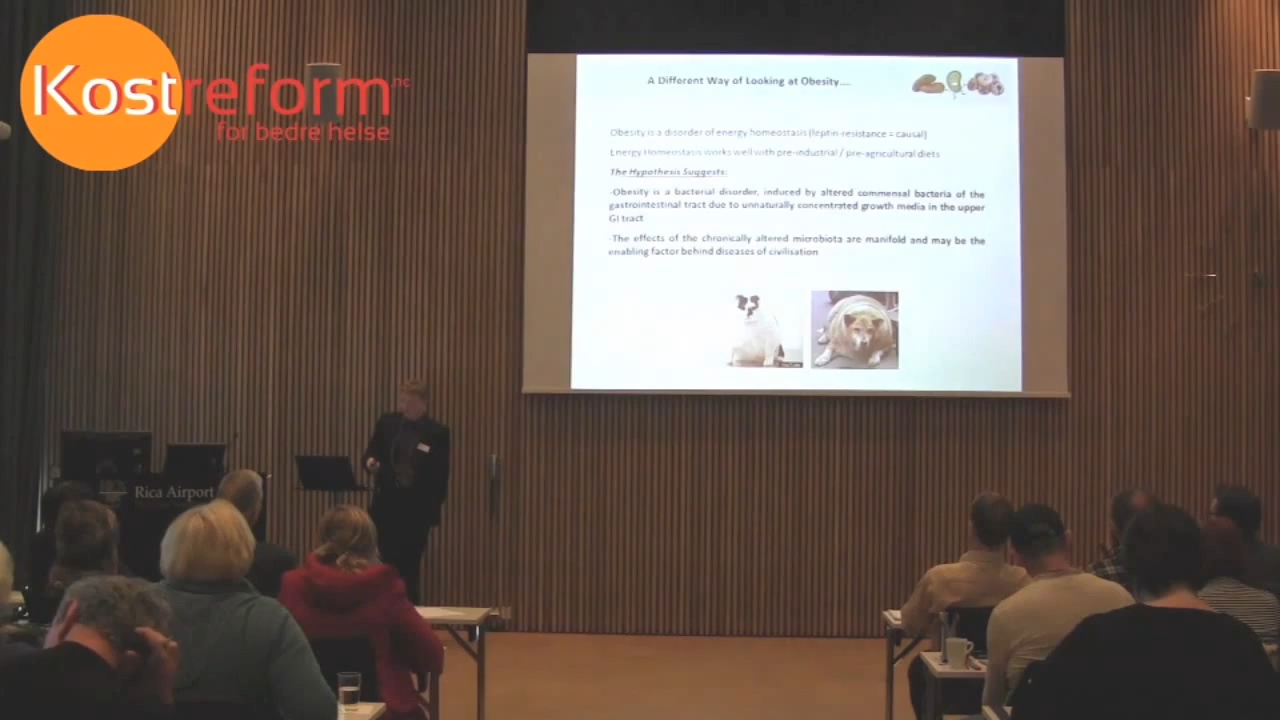 Kostreform
for bedre helse
A Different Way of Looking at Obesity....
Obesity is a disorder of energy homeostasis (leptin-resistance = causal)
Energy Homeostasis works well with pre-industrial / pre-agricultural diets
The Hypothesis Suggests:
-Obesity is a bacterial disorder, induced by altered commensal bacteria of the
gastrointestinal tract due to unnaturally concentrated growth media in the upper
GI tract
-The effects of the chronically altered microbiota are manifold and may be the
enabling factor behind diseases of civilisation
Rica Airport